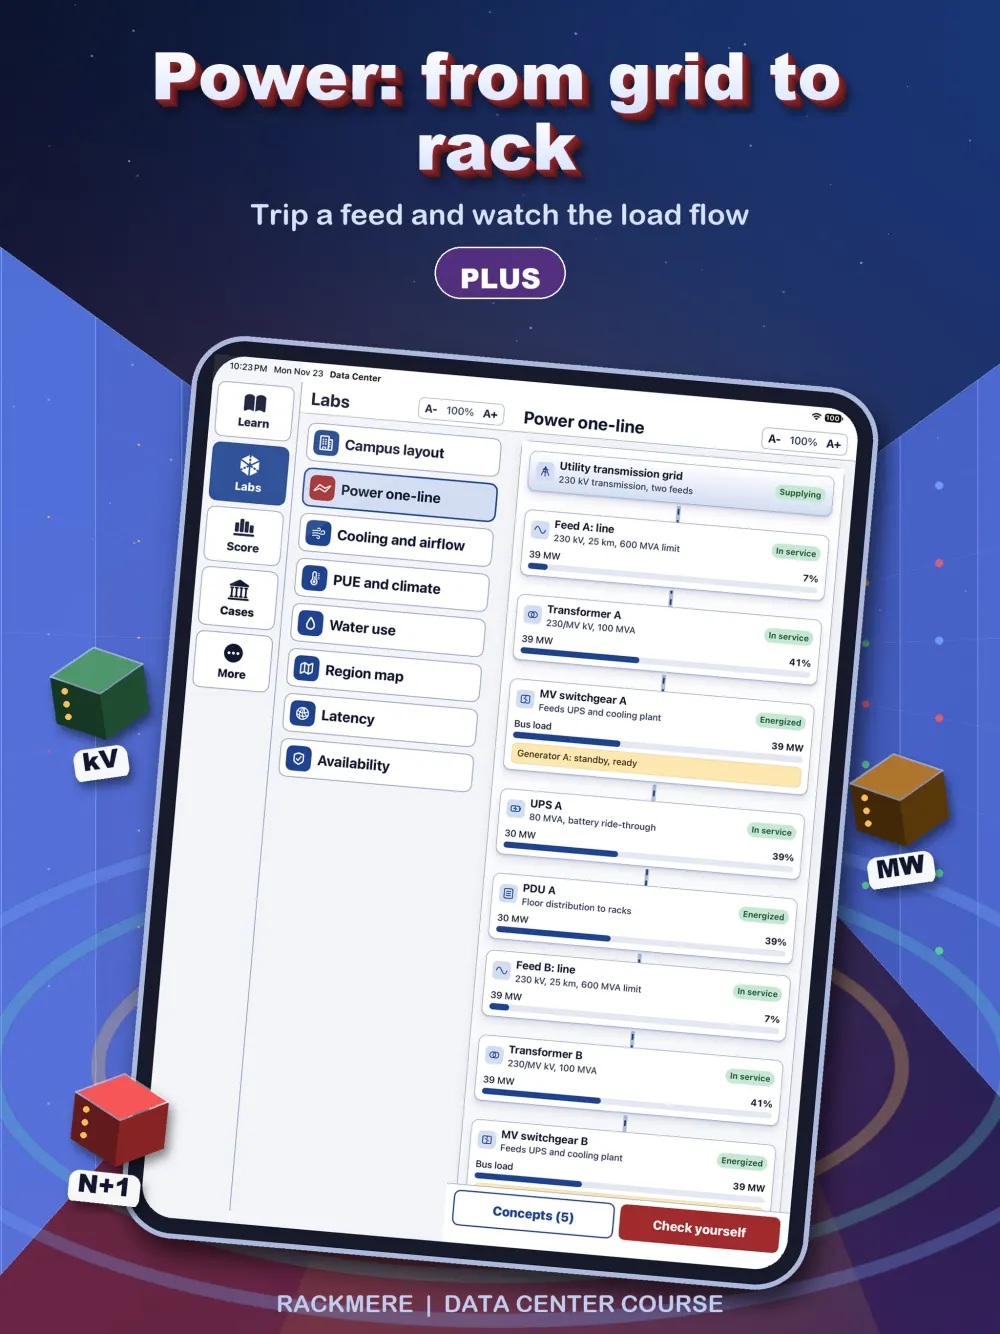 Power: from grid to
rack
Trip a feed and watch the load flow
PLUS
10:23 PM Mon Nov 23 Data Center
100
Learn
Labs
Score
Cases
More
Labs
A- 100% A+
Campus layout
Power one-line
Cooling and airflow
PUE and climate
Water use
Region map
Latency
Availability
Power one-line
A- 100% A+
Utility transmission grid
230 kV transmission, two feeds
Supplying
Feed A: line
230 kV, 25 km, 600 MVA limit
In service
39 MW
7%
Transformer A
230/MV kV, 100 MVA
In service
39 MW
41%
MV switchgear A
Feeds UPS and cooling plant
Energized
Bus load
39 MW
Generator A: standby, ready
UPS A
80 MVA, battery ride-through
In service
30 MW
39%
PDU A
Floor distribution to racks
Energized
30 MW
39%
Feed B: line
230 kV, 25 km, 600 MVA limit
In service
39 MW
7%
Transformer B
230/MV kV, 100 MVA
In service
39 MW
41%
MV switchgear B
Feeds UPS and cooling plant
Energized
Bus load
39 MW
Concepts (5)
Check yourself
kV
MW
N+1
RACKMERE | DATA CENTER COURSE